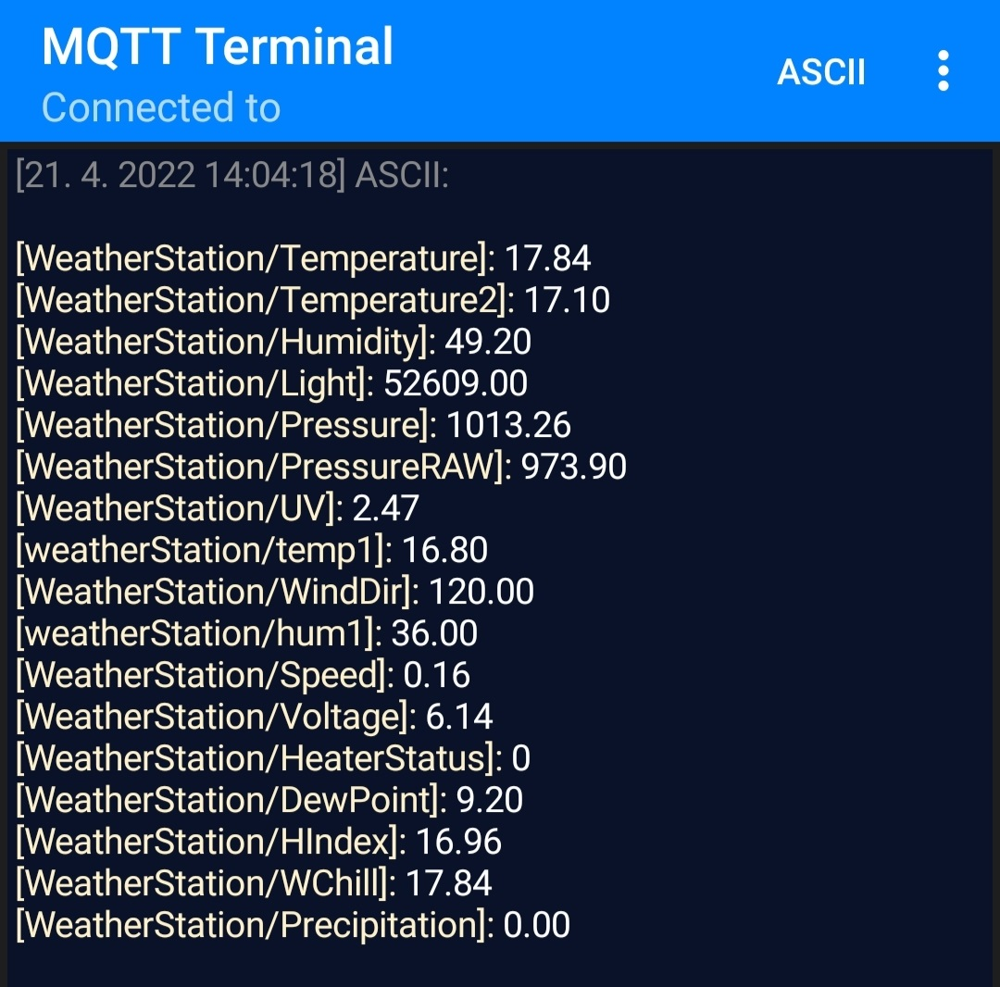 MQTT Terminal
Connected to
ASCII
[21. 4. 2022 14:04:18] ASCII:
[WeatherStation/Temperature]: 17.84
[WeatherStation/Temperature2]: 17.10
[WeatherStation/Humidity]: 49.20
[WeatherStation/Light]: 52609.00
[WeatherStation/Pressure]: 1013.26
[WeatherStation/PressureRAW]: 973.90
[WeatherStation/UV]: 2.47
[weatherStation/temp1]: 16.80
[WeatherStation/WindDir]: 120.00
[weatherStation/hum1]: 36.00
[WeatherStation/Speed]: 0.16
[WeatherStation/Voltage]: 6.14
[WeatherStation/HeaterStatus]: 0
[WeatherStation/DewPoint]: 9.20
[WeatherStation/HIndex]: 16.96
[WeatherStation/WChill]: 17.84
[WeatherStation/Precipitation]: 0.00